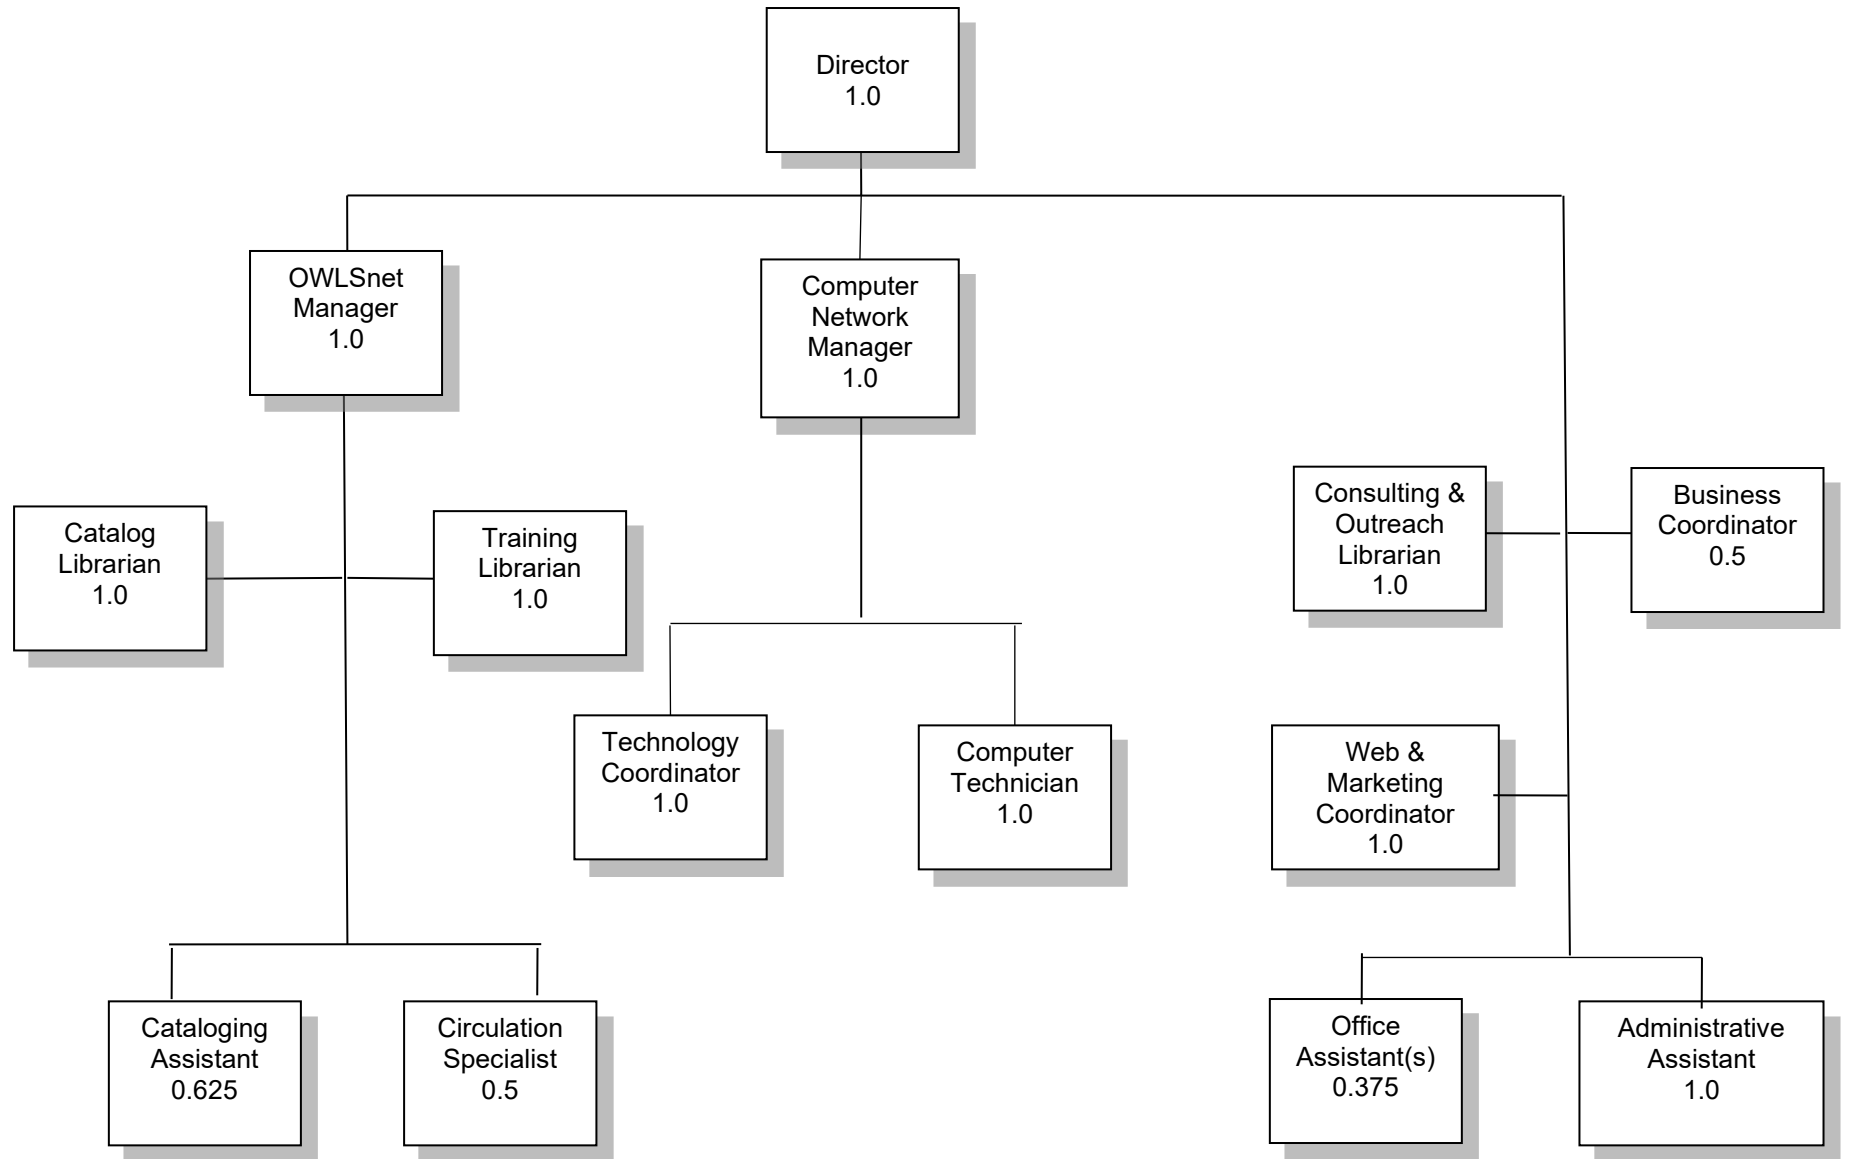 Director
1.0
OWLSnet
Manager
1.0
Computer
Network
Manager
1.0
Catalog
Librarian
1.0
Training
Librarian
1.0
Consulting &
Outreach
Librarian
1.0
Business
Coordinator
0.5
Technology
Coordinator
1.0
Computer
Technician
1.0
Web &
Marketing
Coordinator
1.0
Cataloging
Assistant
0.625
Circulation
Specialist
0.5
Office
Assistant(s)
0.375
Administrative
Assistant
1.0